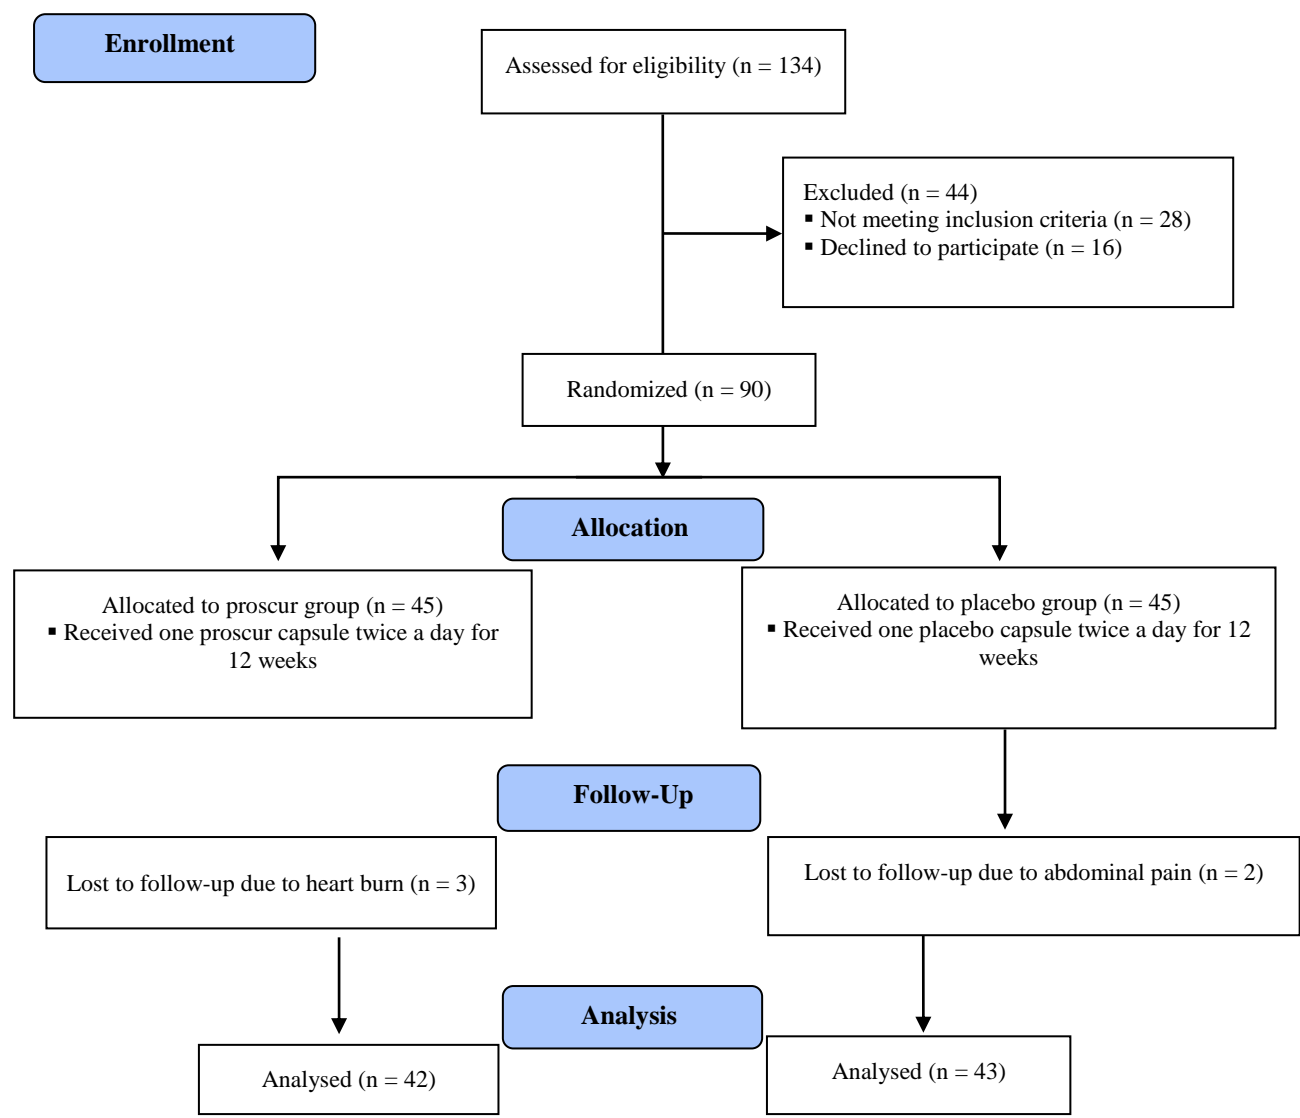 Enrollment
Assessed for eligibility (n = 134)
Excluded (n = 44)
▪ Not meeting inclusion criteria (n = 28)
▪ Declined to participate (n = 16)
Randomized (n = 90)
Allocation
Allocated to proscur group (n = 45)
▪ Received one proscur capsule twice a day for
12 weeks
Allocated to placebo group (n = 45)
▪ Received one placebo capsule twice a day for 12
weeks
Follow-Up
Lost to follow-up due to heart burn (n = 3)
Lost to follow-up due to abdominal pain (n = 2)
Analysis
Analysed (n = 42)
Analysed (n = 43)